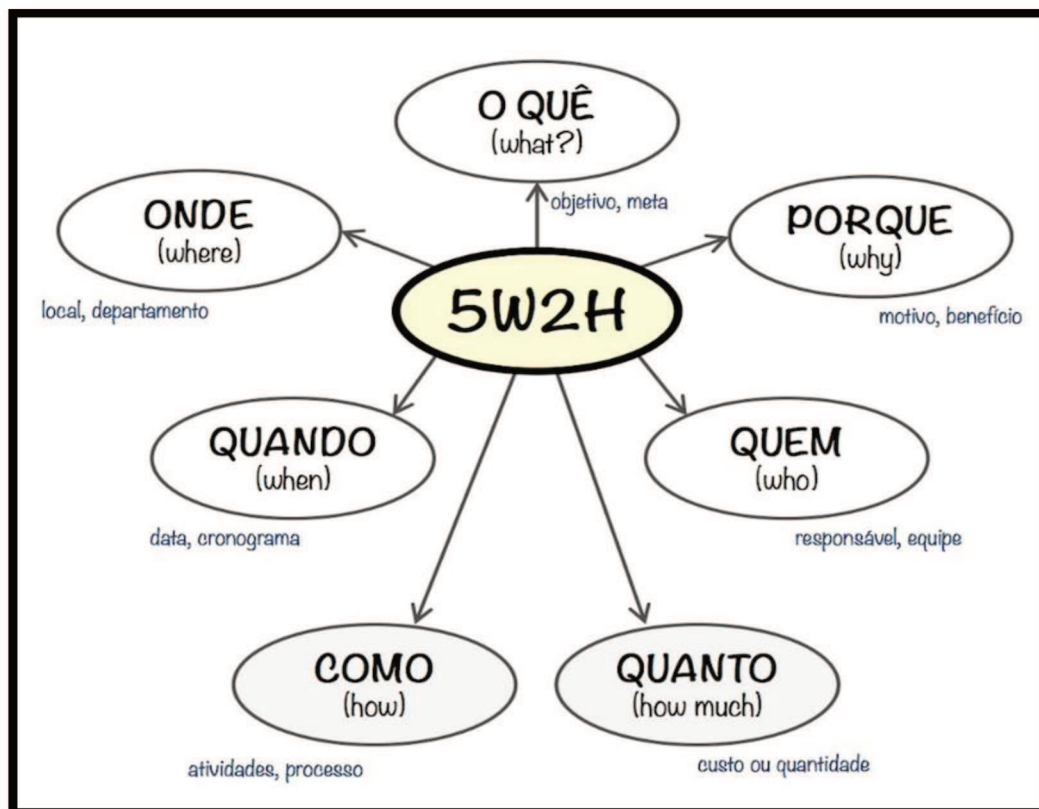 O QUÊ
(what?)
objetivo, meta
ONDE
(where)
local, departamento
PORQUE
(why)
motivo, benefício
5W2H
QUANDO
(when)
data, cronograma
QUEM
(who)
responsável, equipe
COMO
(how)
atividades, processo
QUANTO
(how much)
custo ou quantidade